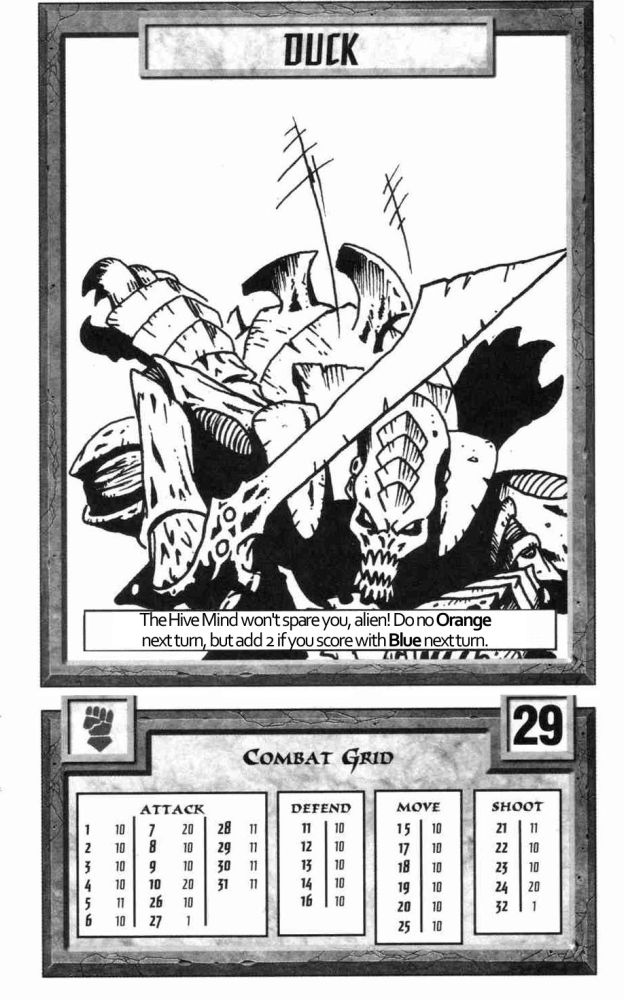 DUCK
The Hive Mind won't spare you, alien! Do no Orange
next turn, but add 2 if you score with Blue next turn.
29
COMBAT GRID
ATTACK
1 10 7 20 28 11
2 10 8 10 29 11
3 10 9 10 30 11
4 10 10 20 31 11
5 11 26 10
6 10 27 1
DEFEND
11 10
12 10
13 10
14 10
16 10
MOVE
15 10
17 10
18 10
19 10
20 10
25 10
SHOOT
21 11
22 10
23 10
24 20
32 1